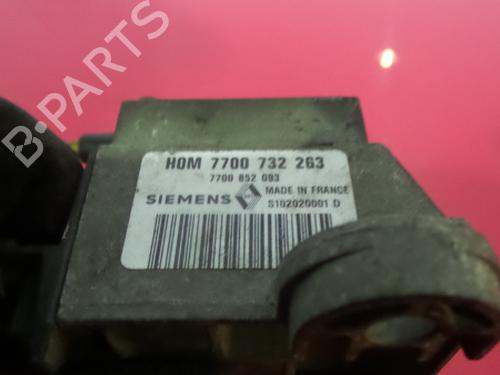 B-PARTS
HOM 7700 732 263
7700 852 093
SIEMENS MADE IN FRANCE
S102020001 D